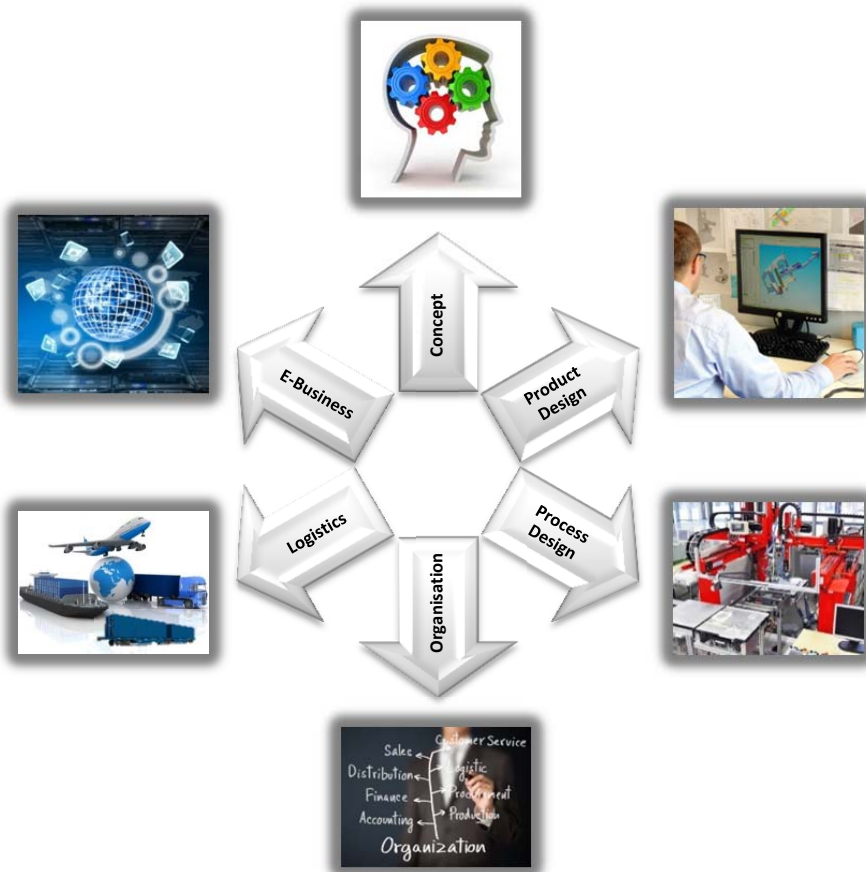 Concept
Product
Design
Process
Design
Organisation
Logistics
E-Business
Customer Service
Sales
Logistic
Distribution
Procurement
Finance
Production
Accounting
Organization